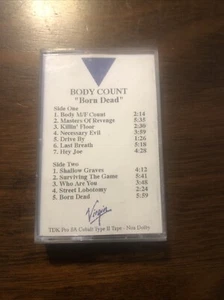 BODY COUNT
"Born Dead"
Side One
1. Body M/F Count 2:14
2. Masters Of Revenge 5:35
3. Killin' Floor 2:30
4. Necessary Evil 3:59
5. Drive By 1:26
6. Last Breath 5:18
7. Hey Joe 4:28
Side Two
1. Shallow Graves 4:12
2. Surviving The Game 5:41
3. Who Are You 3:48
4. Street Lobotomy 2:24
5. Born Dead 5:59
Virgin
TDK Pro SA Cobalt Type II Tape - Non Dolby